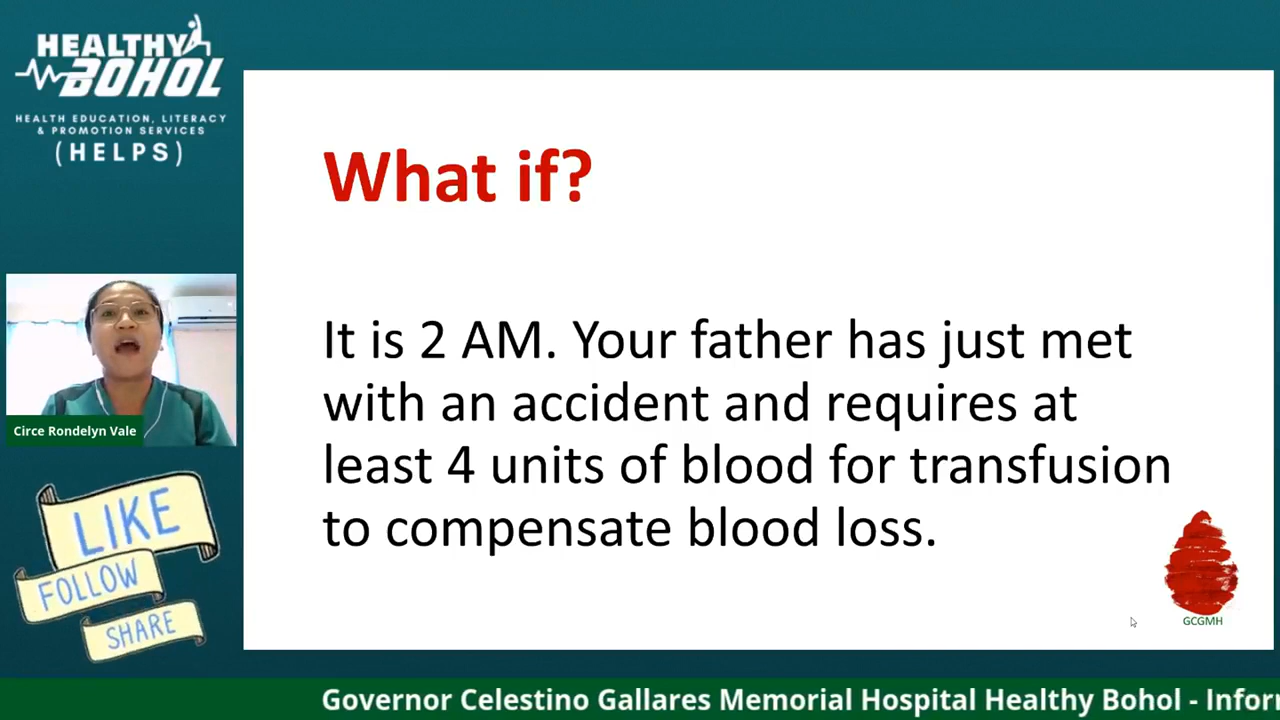 HEALTHY
BOHOL
HEALTH EDUCATION, LITERACY
& PROMOTION SERVICES
(HELPS)
What if?
It is 2 AM. Your father has just met
with an accident and requires at
least 4 units of blood for transfusion
to compensate blood loss.
Circe Rondelyn Vale
LIKE
FOLLOW
SHARE
GCGMH
Governor Celestino Gallares Memorial Hospital Healthy Bohol - Infor